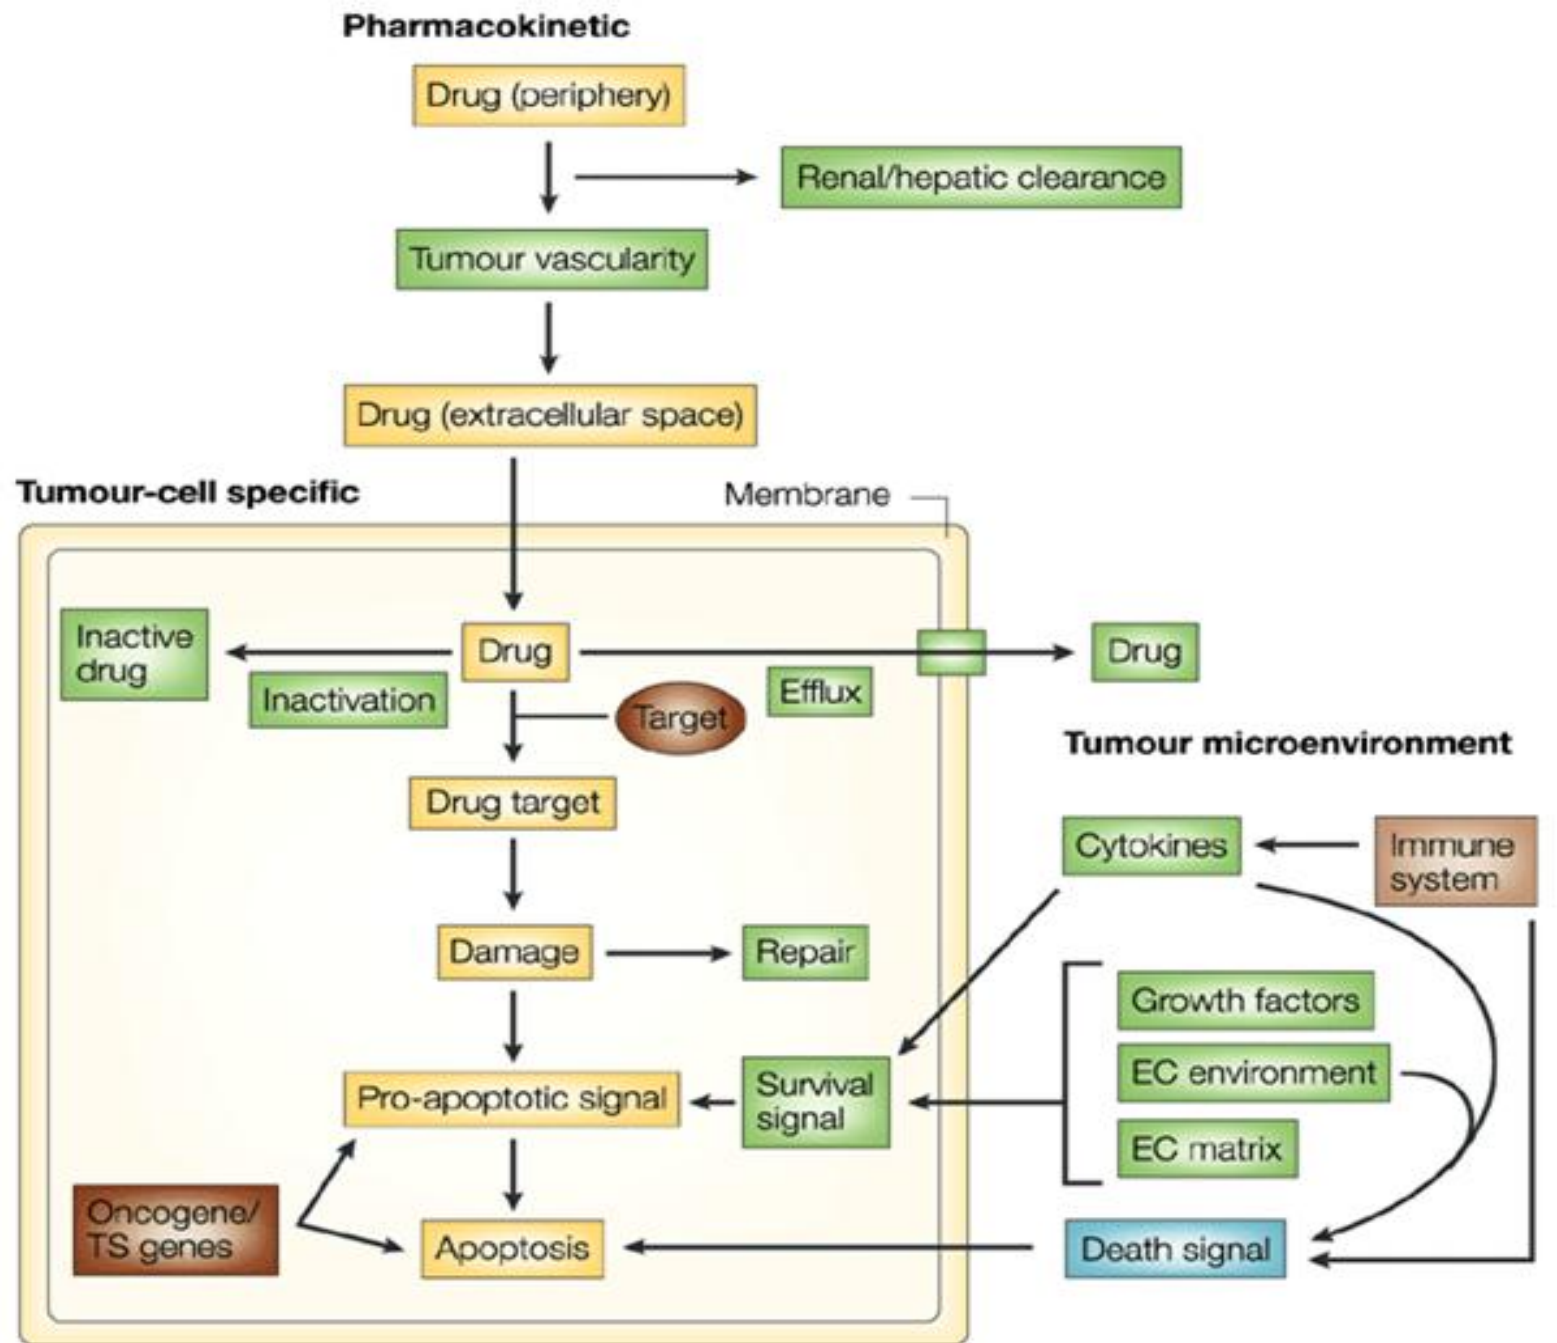 Pharmacokinetic
Drug (periphery)
Renal/hepatic clearance
Tumour vascularity
Drug (extracellular space)
Tumour-cell specific
Membrane
Inactive
drug
Inactivation
Drug
Target
Efflux
Drug
Drug target
Damage
Repair
Pro-apoptotic signal
Survival
signal
Oncogene/
TS genes
Apoptosis
Tumour microenvironment
Cytokines
Immune
system
Growth factors
EC environment
EC matrix
Death signal